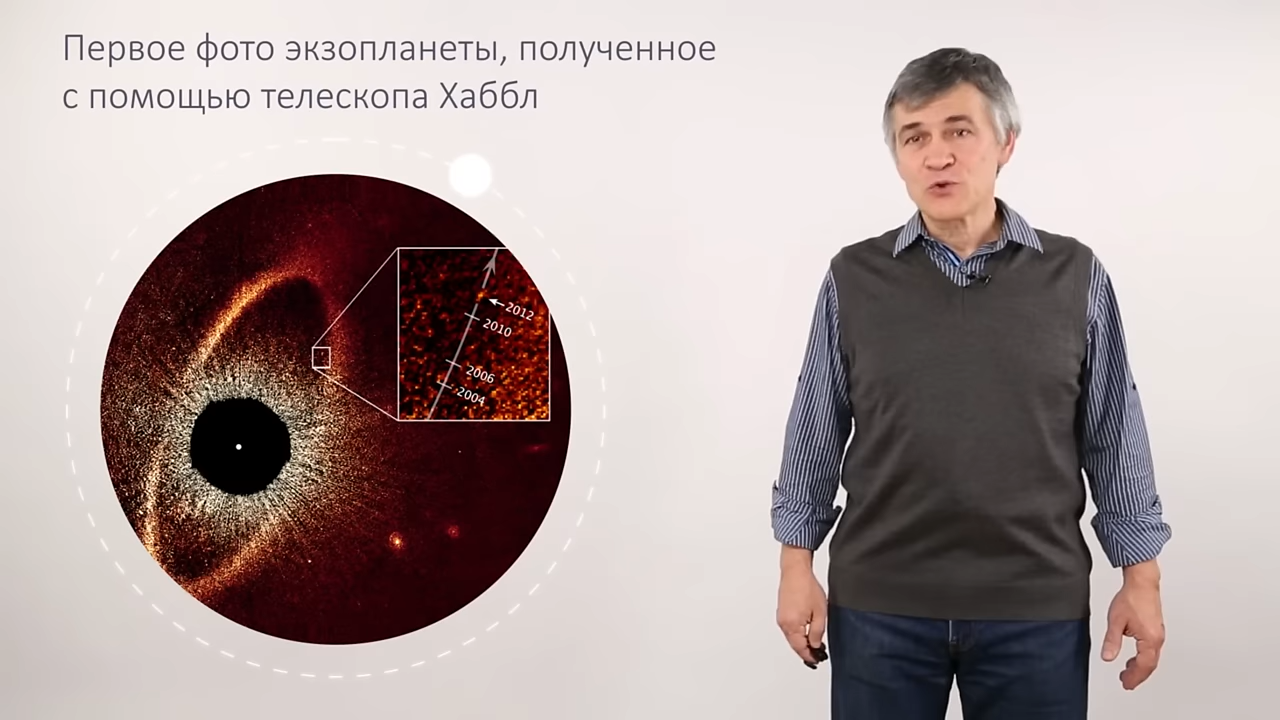 Первое фото экзопланеты, полученное
с помощью телескопа Хаббл
2012
2010
2006
2004